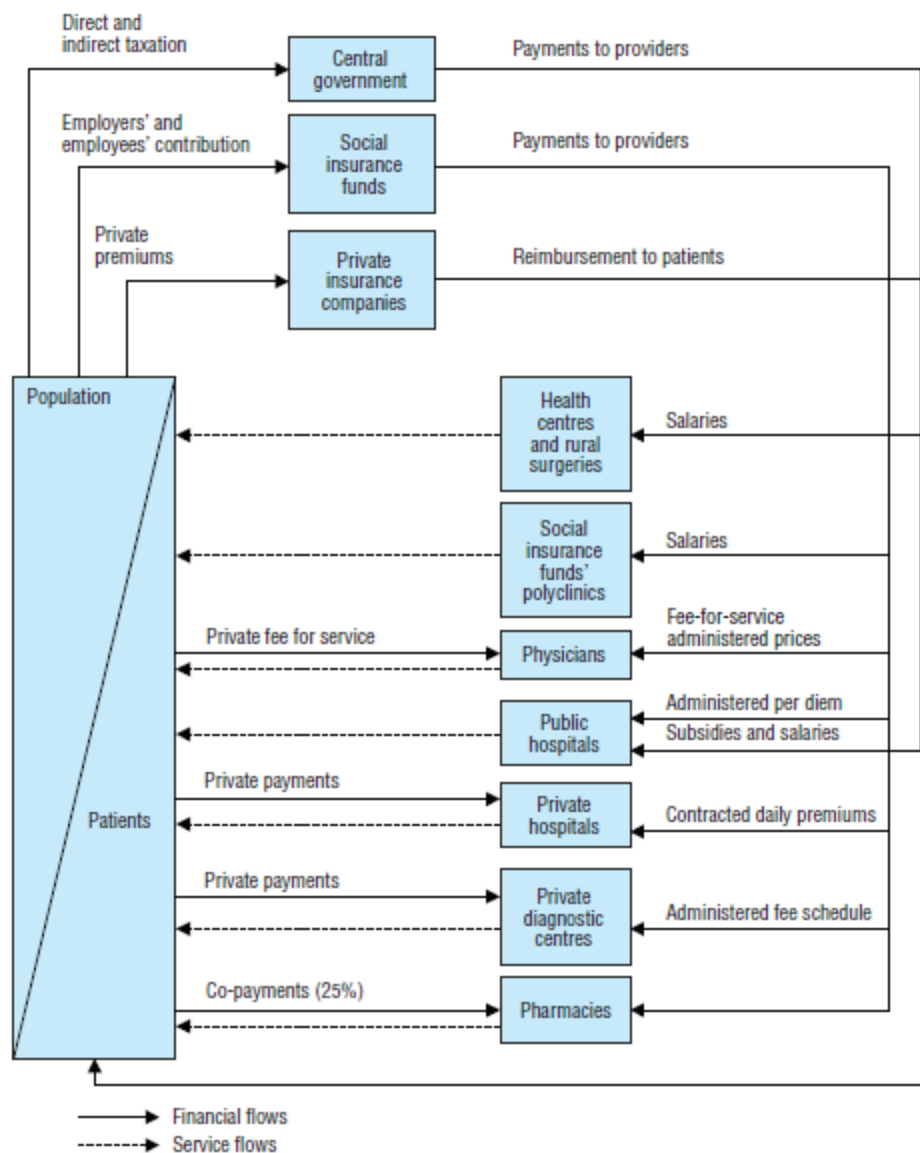 Direct and
indirect taxation
Central
government
Payments to providers
Employers' and
employees' contribution
Social
insurance
funds
Payments to providers
Private
premiums
Private
insurance
companies
Reimbursement to patients
Population
Health
centres
and rural
surgeries
Salaries
Social
insurance
funds'
polyclinics
Salaries
Private fee for service
Physicians
Fee-for-service
administered prices
Public
hospitals
Administered per diem
Subsidies and salaries
Private payments
Patients
Private
hospitals
Contracted daily premiums
Private payments
Private
diagnostic
centres
Administered fee schedule
Co-payments (25%)
Pharmacies
Financial flows
Service flows